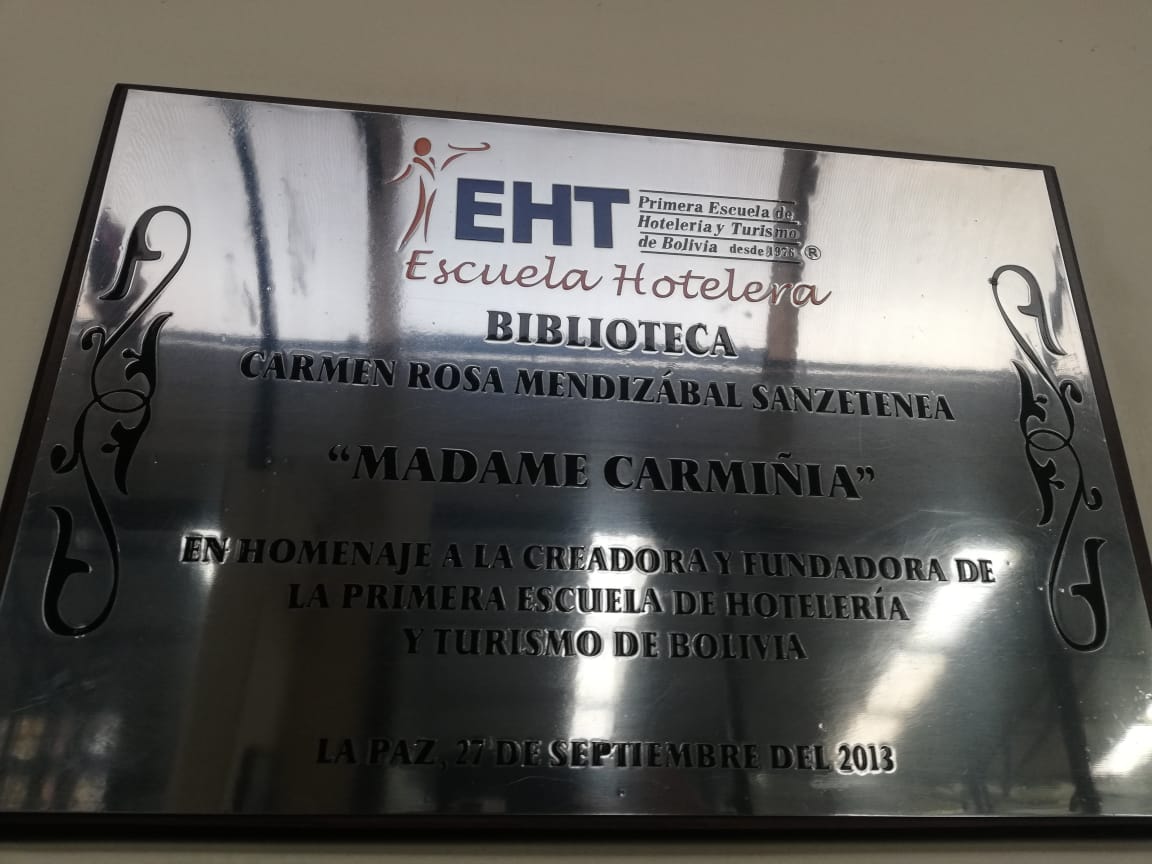 EHT
Primera Escuela de
Hotelería y Turismo
de Bolivia desde 1976 ®
Escuela Hotelera
BIBLIOTECA
CARMEN ROSA MENDIZÁBAL SANZETENEA
“MADAME CARMIÑIA”
EN HOMENAJE A LA CREADORA Y FUNDADORA DE
LA PRIMERA ESCUELA DE HOTELERÍA
Y TURISMO DE BOLIVIA
LA PAZ, 27 DE SEPTIEMBRE DEL 2013